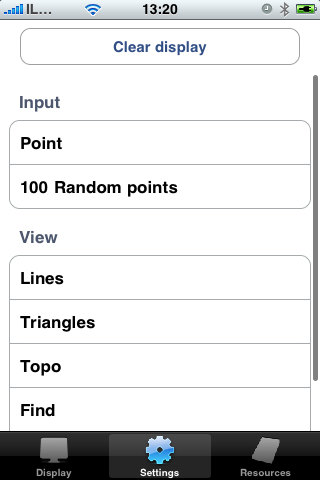 IL... 13:20
Clear display
Input
Point
100 Random points
View
Lines
Triangles
Topo
Find
Display Settings Resources